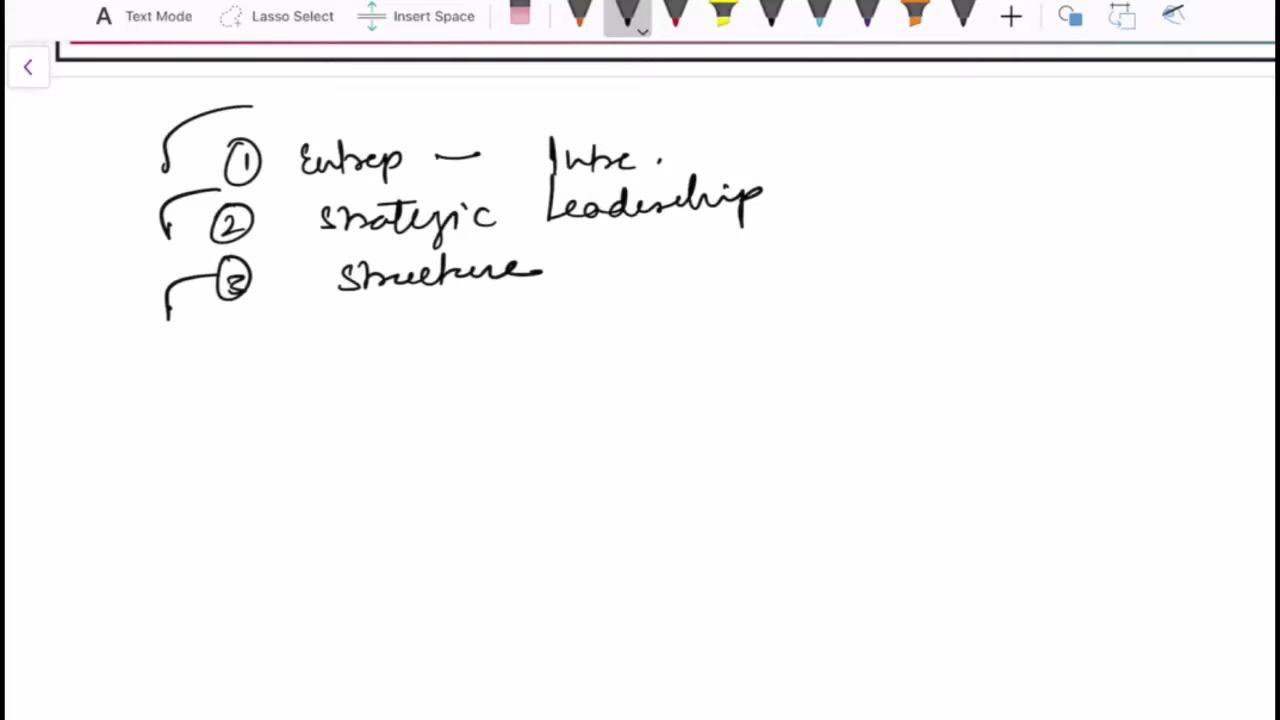 Text Mode Lasso Select Insert Space
① Entrep — Intre.
② Strategic Leadership
③ Structure